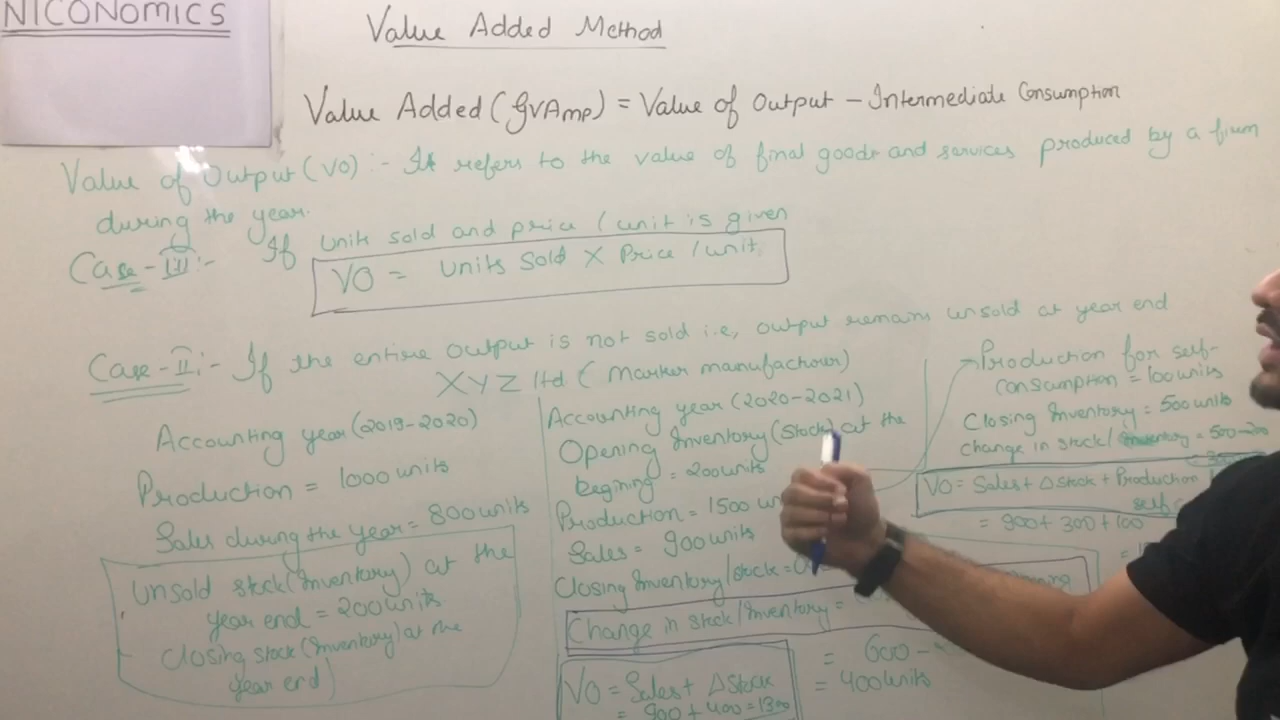 NICONOMICS
Value Added Method
Value Added (GVAMP) = Value of Output - Intermediate Consumption
Value of Output (VO) :- It refers to the value of final goods and services produced by a firm
during the year.
Case-III:- If units sold and price / unit is given
VO = Units Sold X Price / unit
Case-II:- If the entire output is not sold i.e, output remains unsold at year end
XYZ ltd (Marker manufacturer)
Accounting year (2019-2020)
Production = 1000 units
Sales during the year = 800 units
Unsold stock (Inventory) at the
year end = 200 units
Closing stock (Inventory) at the
year end)
Accounting year (2020-2021)
Opening Inventory (Stock) at the
begining = 200 units
Production = 1500
Sales = 900 units
Closing Inventory/stock =
Change in stock/Inventory =
= 600 -
= 400 units
VO = Sales + ΔStock
= 900 + 400 = 1300
Production for self-
consumption = 100 units
Closing Inventory = 500 units
change in stock/ = 500-200
VO = Sales + Δstock + Production
self
= 900 + 300 + 100